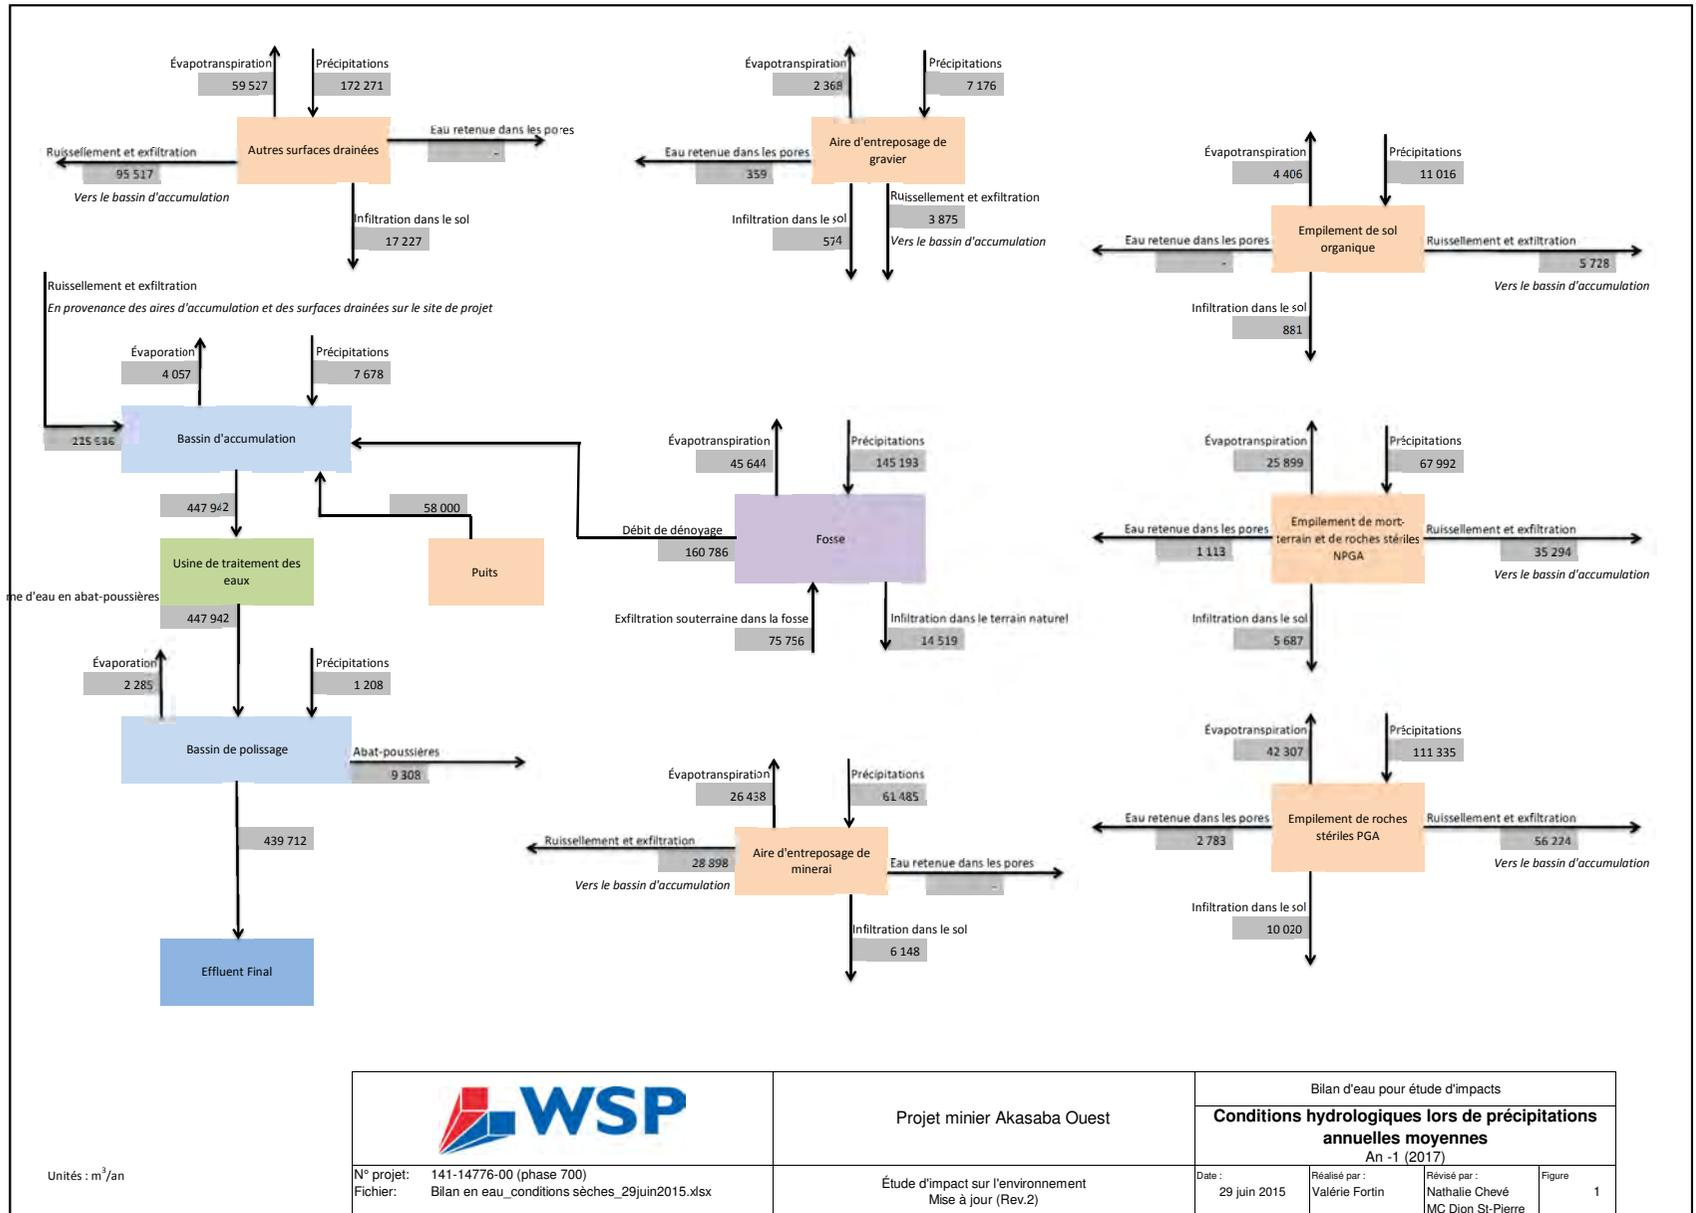 Évapotranspiration
59 527
Précipitations
172 271
Autres surfaces drainées
Eau retenue dans les pores
-
Ruissellement et exfiltration
95 517
Vers le bassin d'accumulation
Infiltration dans le sol
17 227
Évapotranspiration
2 368
Précipitations
7 176
Aire d'entreposage de
gravier
Eau retenue dans les pores
359
Infiltration dans le sol
574
Ruissellement et exfiltration
3 875
Vers le bassin d'accumulation
Évapotranspiration
4 406
Précipitations
11 016
Empilement de sol
organique
Eau retenue dans les pores
-
Ruissellement et exfiltration
5 728
Vers le bassin d'accumulation
Infiltration dans le sol
881
Ruissellement et exfiltration
En provenance des aires d'accumulation et des surfaces drainées sur le site de projet
Évaporation
4 057
Précipitations
7 678
Bassin d'accumulation
447 942
58 000
Usine de traitement des
eaux
Puits
me d'eau en abat-poussières
447 942
Évaporation
2 285
Précipitations
1 208
Bassin de polissage
Abat-poussières
9 308
439 712
Effluent Final
Évapotranspiration
45 644
Précipitations
145 193
Débit de dénoyage
160 786
Fosse
Exfiltration souterraine dans la fosse
75 756
Infiltration dans le terrain naturel
14 519
Évapotranspiration
25 899
Précipitations
67 992
Eau retenue dans les pores
1 113
Empilement de mort-
terrain et de roches stériles
NPGA
Ruissellement et exfiltration
35 294
Vers le bassin d'accumulation
Infiltration dans le sol
5 687
Évapotranspiration
26 438
Précipitations
61 485
Ruissellement et exfiltration
28 898
Vers le bassin d'accumulation
Aire d'entreposage de
minerai
Eau retenue dans les pores
-
Infiltration dans le sol
6 148
Évapotranspiration
42 307
Précipitations
111 335
Eau retenue dans les pores
2 783
Empilement de roches
stériles PGA
Ruissellement et exfiltration
56 224
Vers le bassin d'accumulation
Infiltration dans le sol
10 020
Unités : m³/an
WSP
N° projet: 141-14776-00 (phase 700)
Fichier: Bilan en eau_conditions sèches_29juin2015.xlsx
Projet minier Akasaba Ouest
Étude d'impact sur l'environnement
Mise à jour (Rev.2)
Bilan d'eau pour étude d'impacts
Conditions hydrologiques lors de précipitations
annuelles moyennes
An -1 (2017)
Date :
29 juin 2015
Réalisé par :
Valérie Fortin
Révisé par :
Nathalie Chevé
MC Dion St-Pierre
Figure
1